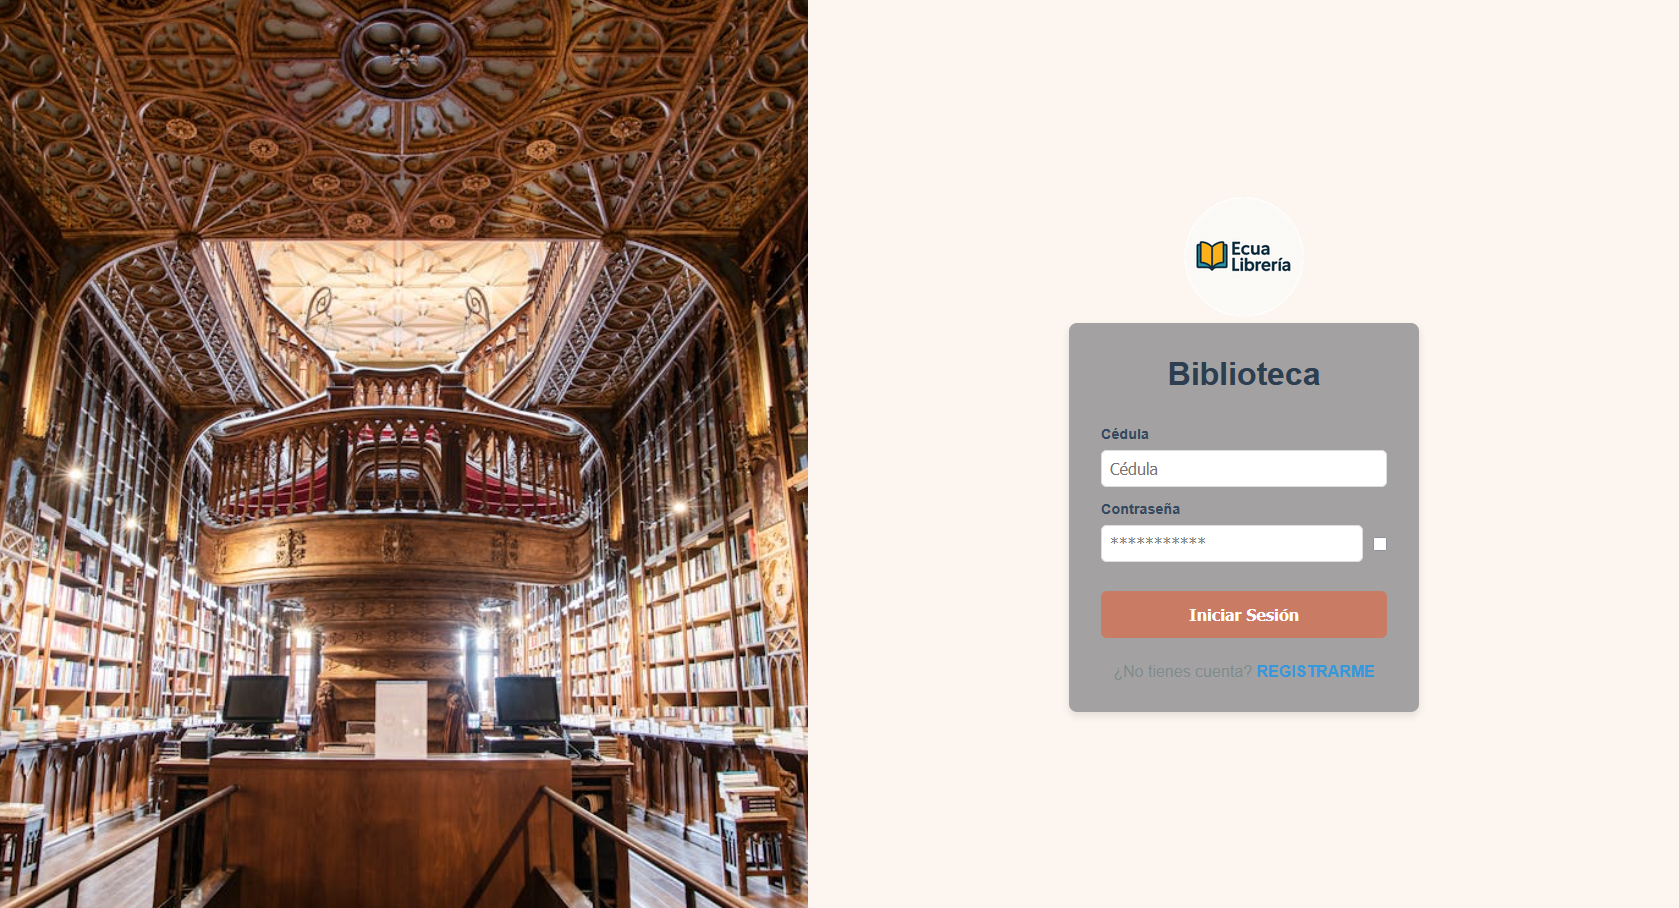 Ecua
Librería
Biblioteca
Cédula
Cédula
Contraseña
***********
Iniciar Sesión
¿No tienes cuenta? REGISTRARME